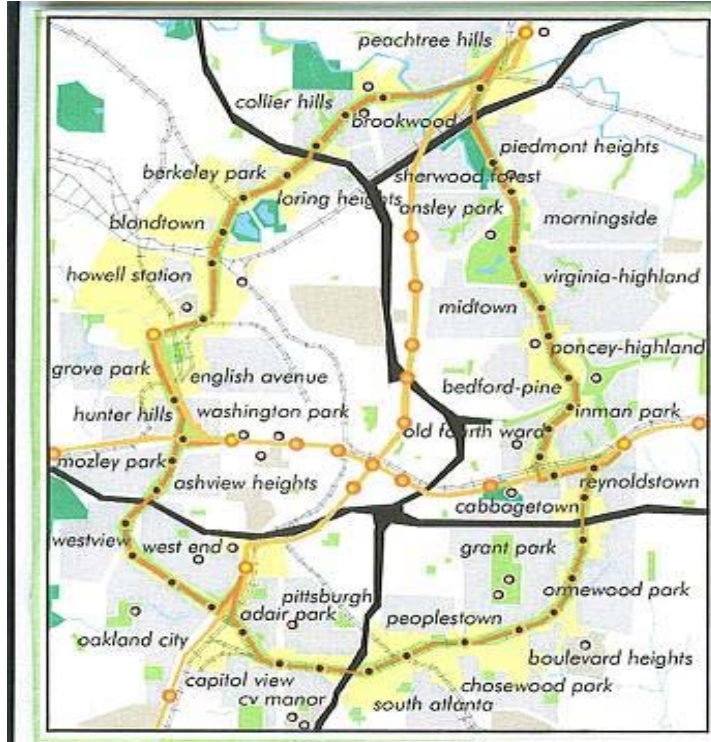 peachtree hills
collier hills
brookwood
piedmont heights
berkeley park
sherwood forest
loring heights
ansley park
blandtown
morningside
howell station
virginia-highland
midtown
poncey-highland
grove park
english avenue
bedford-pine
hunter hills
washington park
inman park
old fourth ward
mozley park
ashview heights
reynoldstown
cabbagetown
westview
west end
grant park
pittsburgh
ormewood park
adair park
peoplestown
oakland city
boulevard heights
capitol view
chosewood park
cv manor
south atlanta